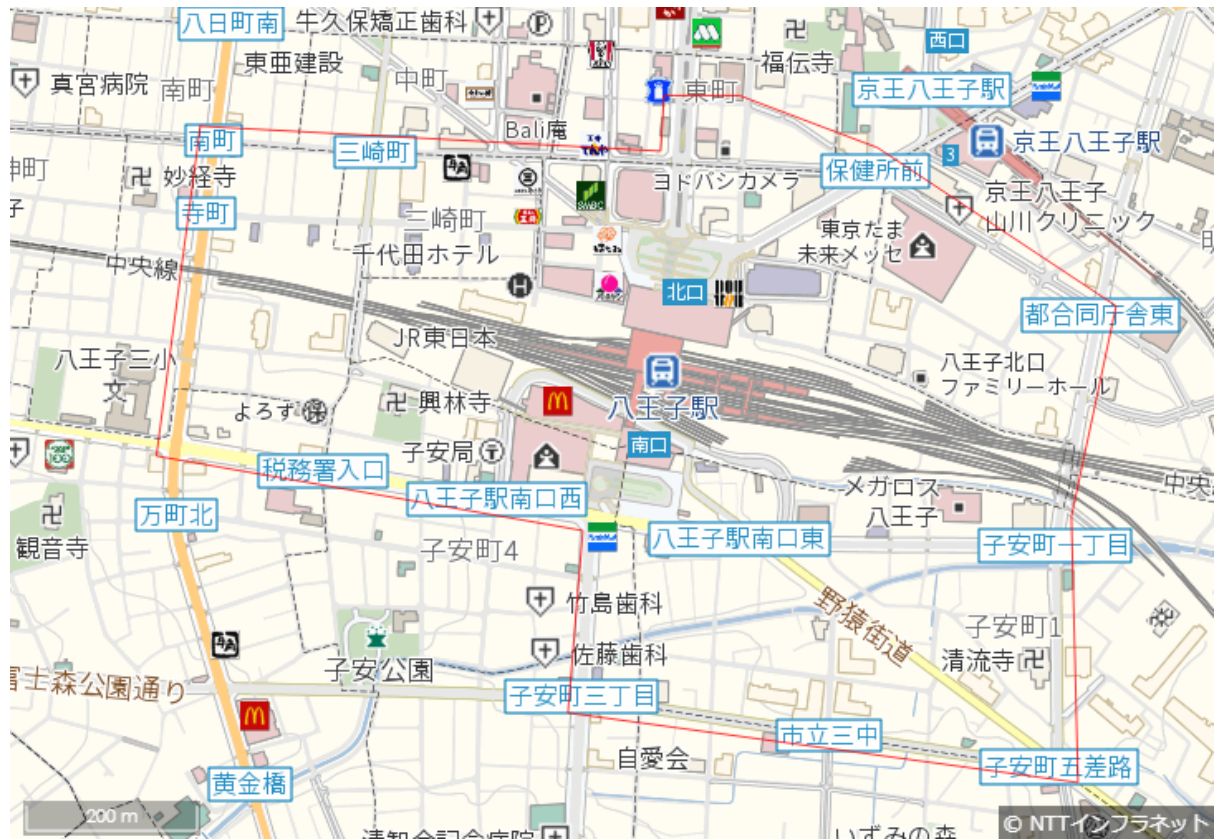 八日町南
牛久保矯正歯科
P
福伝寺
西口
東亜建設
中町
真宮病院
南町
東町
京王八王子駅
Bali庵
南町
三崎町
京王八王子駅
3
保健所前
ヨドバシカメラ
妙経寺
寺町
三崎町
SMBC
京王八王子
山川クリニック
東京たま
未来メッセ
千代田ホテル
中央線
H
北口
都合同庁舎東
JR東日本
八王子三小
文
八王子北口
ファミリーホール
よろず
興林寺
八王子駅
南口
子安局
税務署入口
八王子駅南口西
メガロス
八王子
中央
万町北
八王子駅南口東
子安町一丁目
観音寺
子安町4
竹島歯科
野猿街道
子安町1
佐藤歯科
清流寺
子安公園
富士森公園通り
子安町三丁目
市立三中
自愛会
子安町五差路
黄金橋
200 m
清智会記念病院
いずみの森
© NTTインフラネット